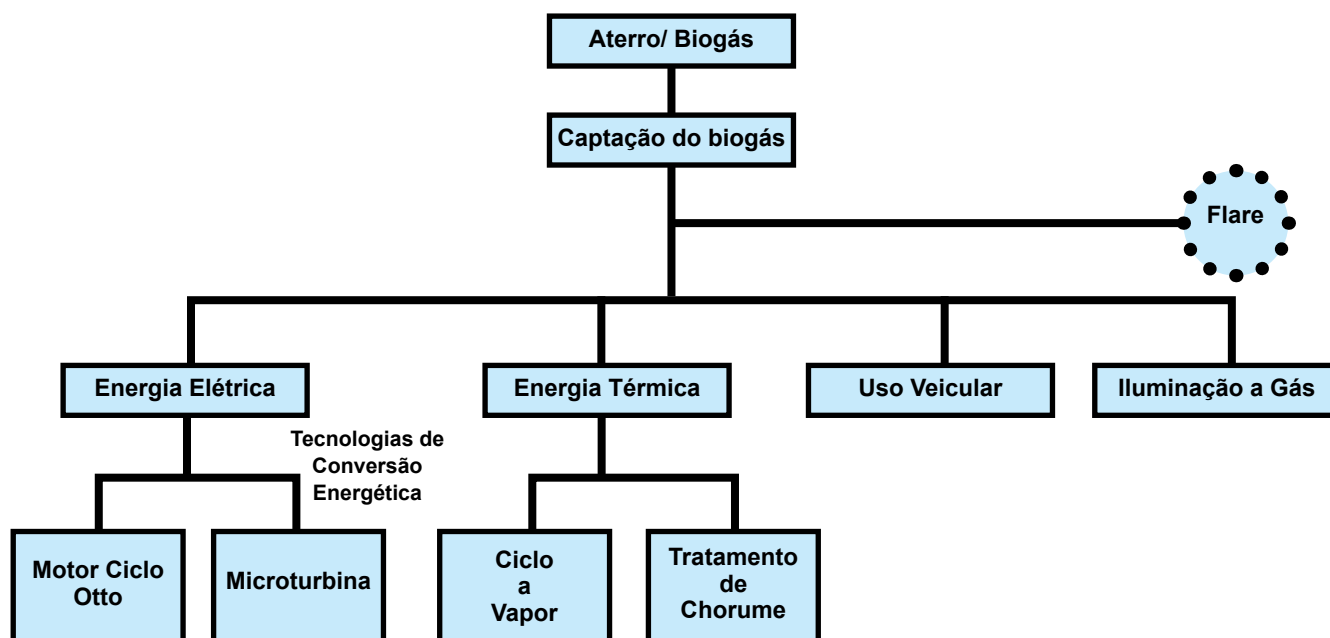 Aterro/ Biogás
Captação do biogás
Flare
Energia Elétrica
Energia Térmica
Uso Veicular
Iluminação a Gás
Tecnologias de
Conversão
Energética
Motor Ciclo
Otto
Microturbina
Ciclo
a
Vapor
Tratamento
de
Chorume